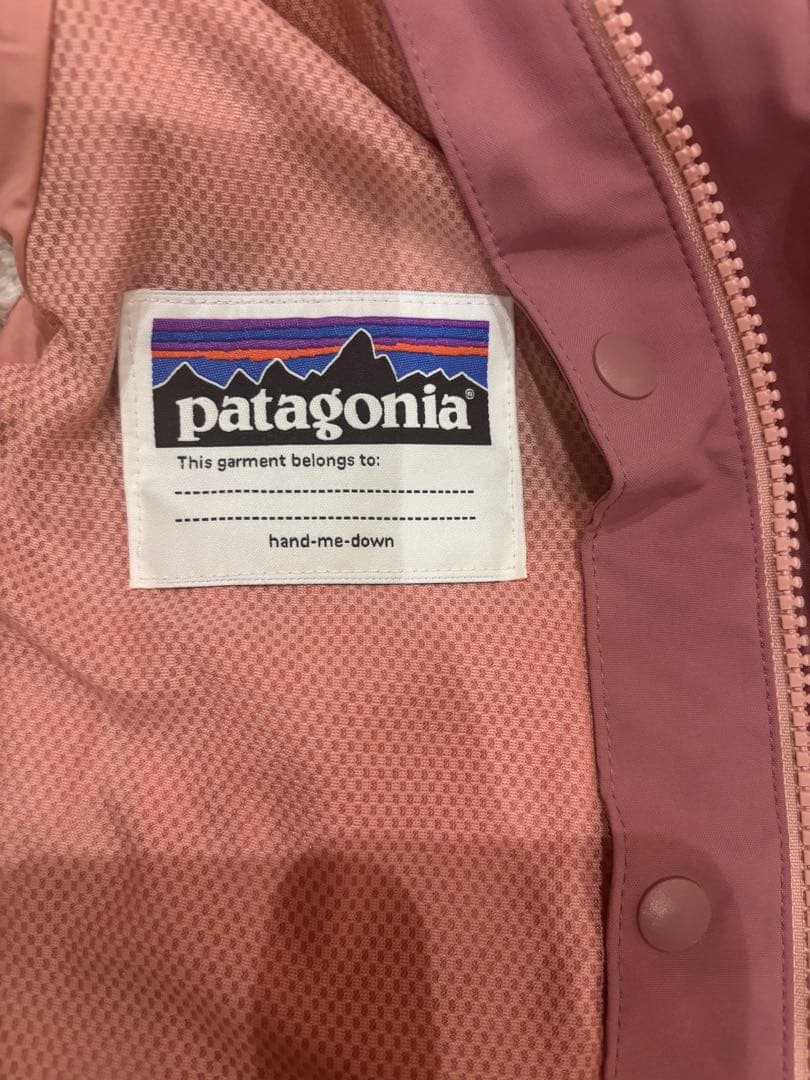 patagonia®
This garment belongs to:
hand-me-down